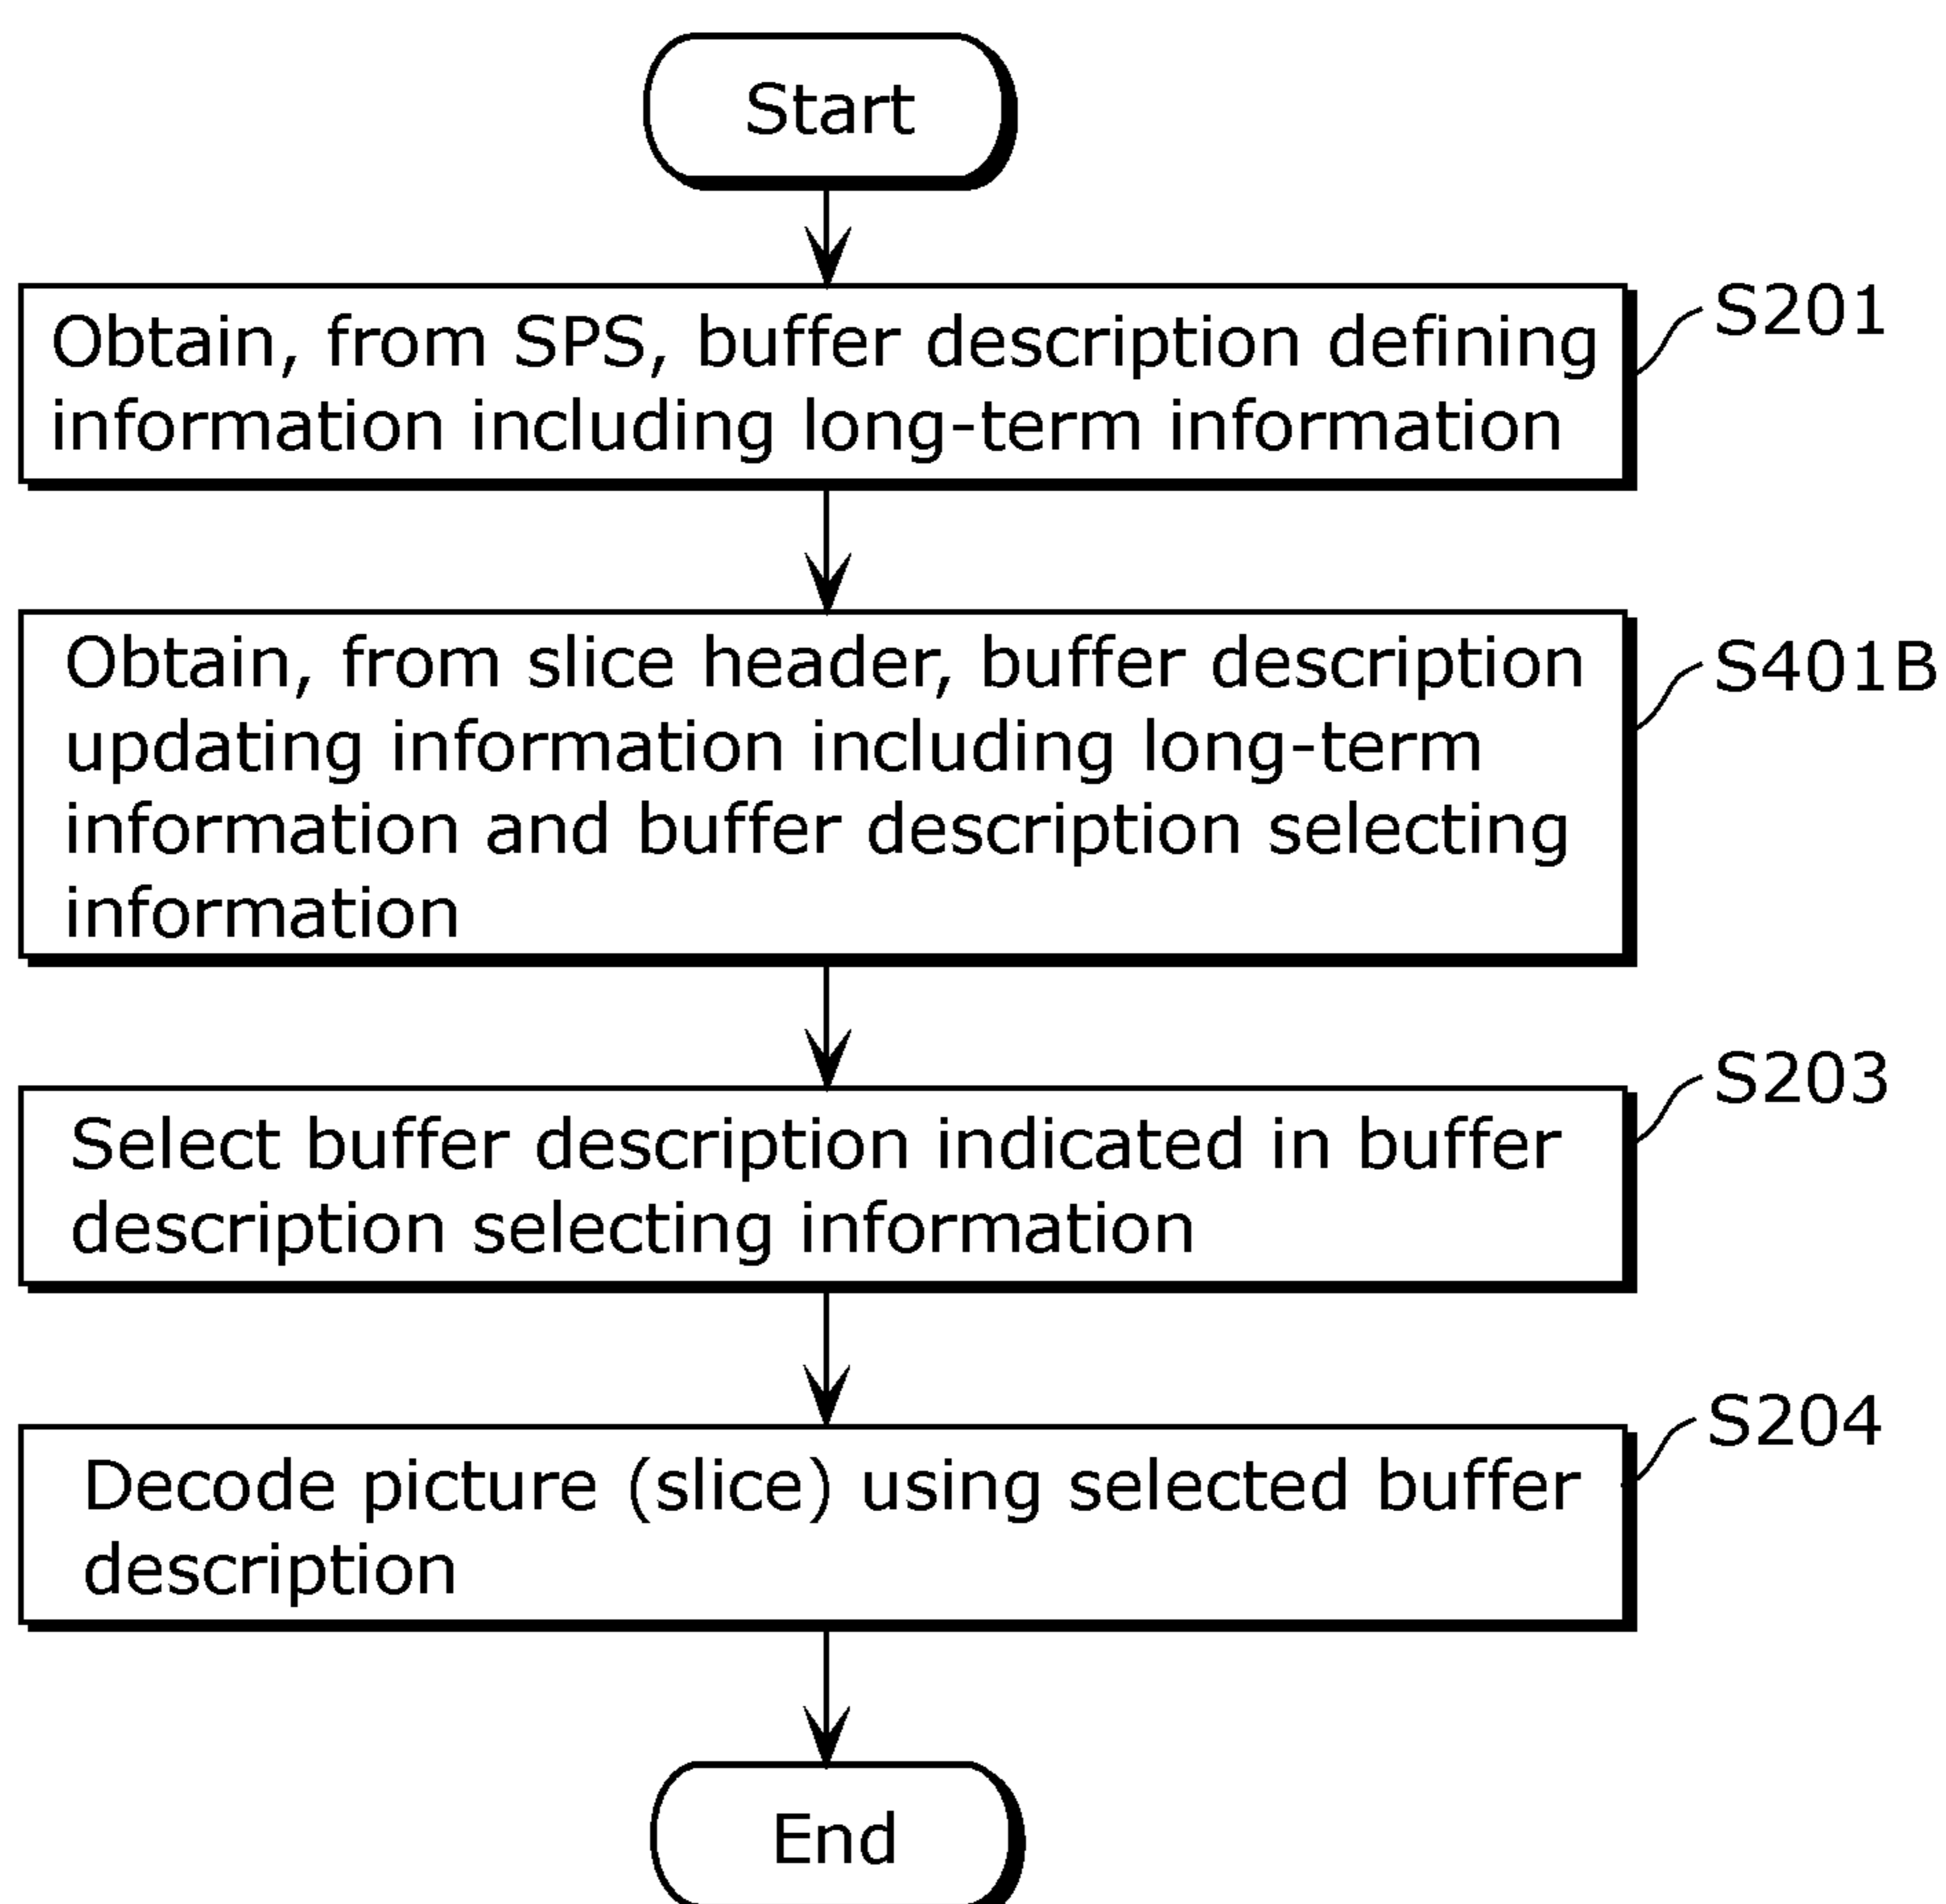 Start
Obtain, from SPS, buffer description defining
information including long-term information
S201
Obtain, from slice header, buffer description
updating information including long-term
information and buffer description selecting
information
S401B
Select buffer description indicated in buffer
description selecting information
S203
Decode picture (slice) using selected buffer
description
S204
End